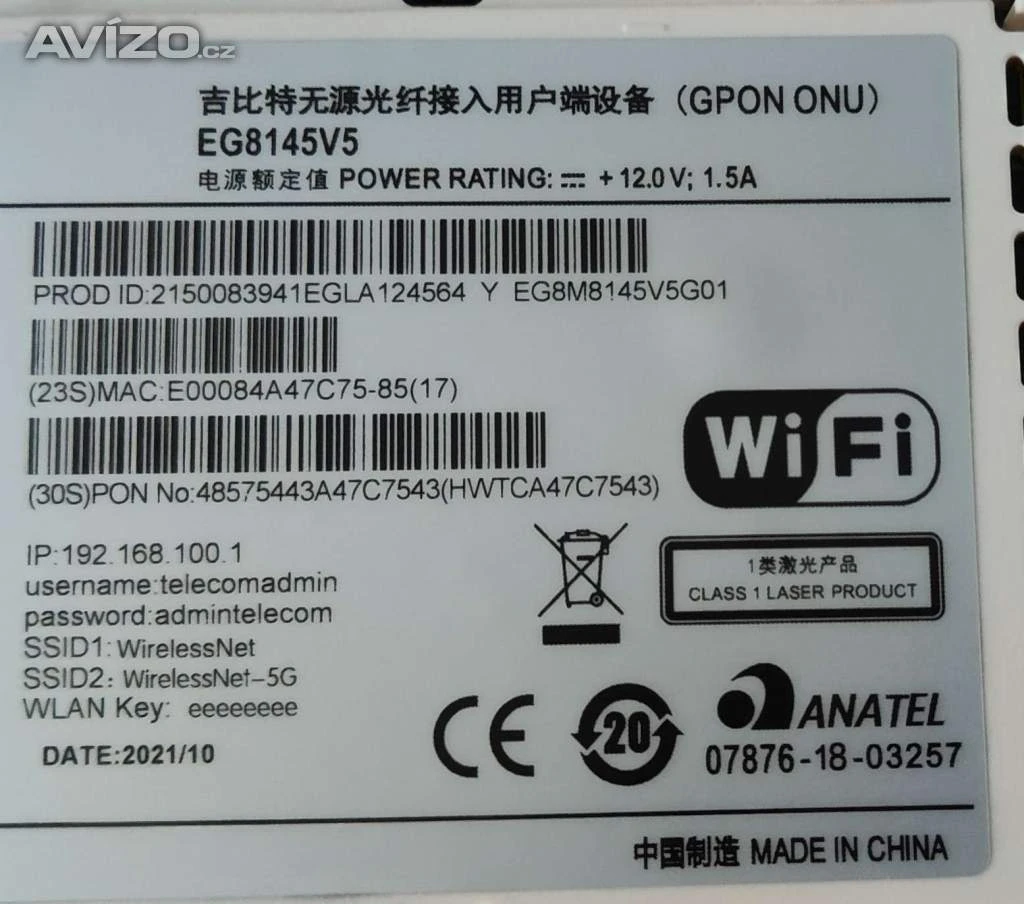 AVÍZO.cz
吉比特无源光纤接入用户端设备（GPON ONU）
EG8145V5
电源额定值 POWER RATING: ⎓ +12.0V; 1.5A
PROD ID:2150083941EGLA124564 Y EG8M8145V5G01
(23S)MAC:E00084A47C75-85(17)
(30S)PON No:48575443A47C7543(HWTCA47C7543)
WiFi
IP:192.168.100.1
username:telecomadmin
password:admintelecom
SSID1: WirelessNet
SSID2: WirelessNet-5G
WLAN Key: eeeeeeee
DATE:2021/10
1类激光产品
CLASS 1 LASER PRODUCT
CE
20
ANATEL
07876-18-03257
中国制造 MADE IN CHINA